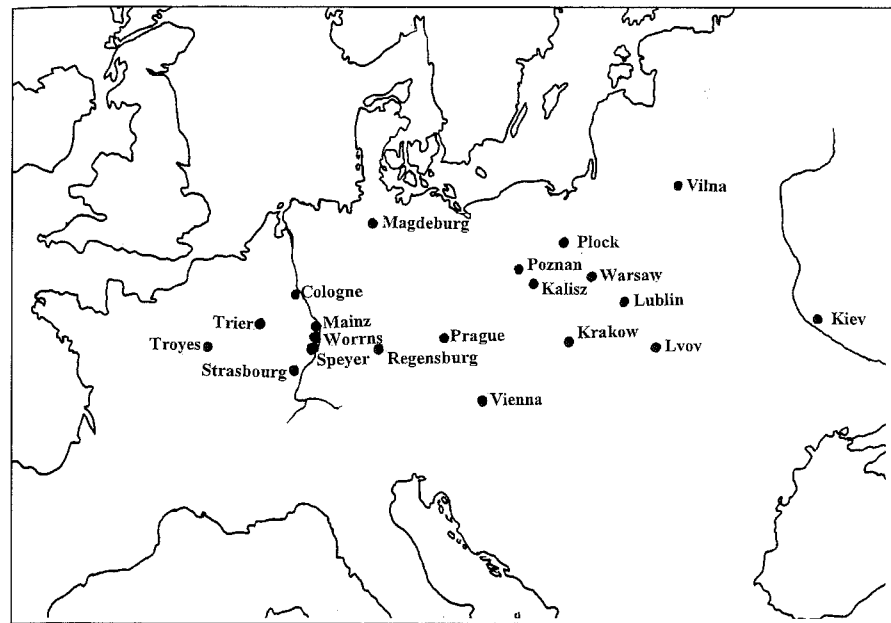 Vilna
Magdeburg
Plock
Poznan
Warsaw
Kalisz
Cologne
Lublin
Kiev
Trier
Mainz
Worrns
Prague
Krakow
Troyes
Speyer
Regensburg
Lvov
Strasbourg
Vienna